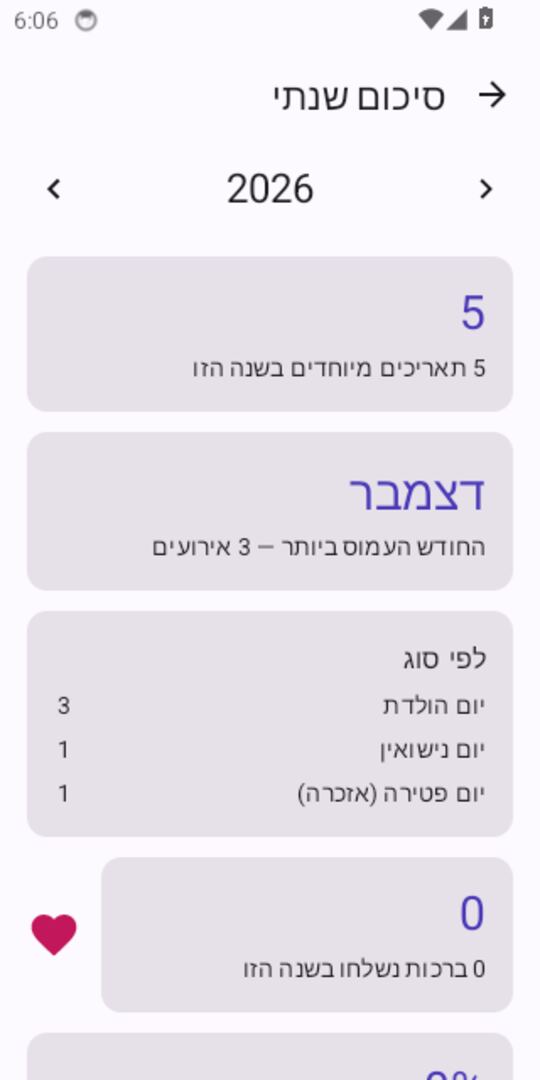 6:06
סיכום שנתי
2026
5
5 תאריכים מיוחדים בשנה הזו
דצמבר
החודש העמוס ביותר – 3 אירועים
לפי סוג
יום הולדת 3
יום נישואין 1
יום פטירה (אזכרה) 1
0
0 ברכות נשלחו בשנה הזו